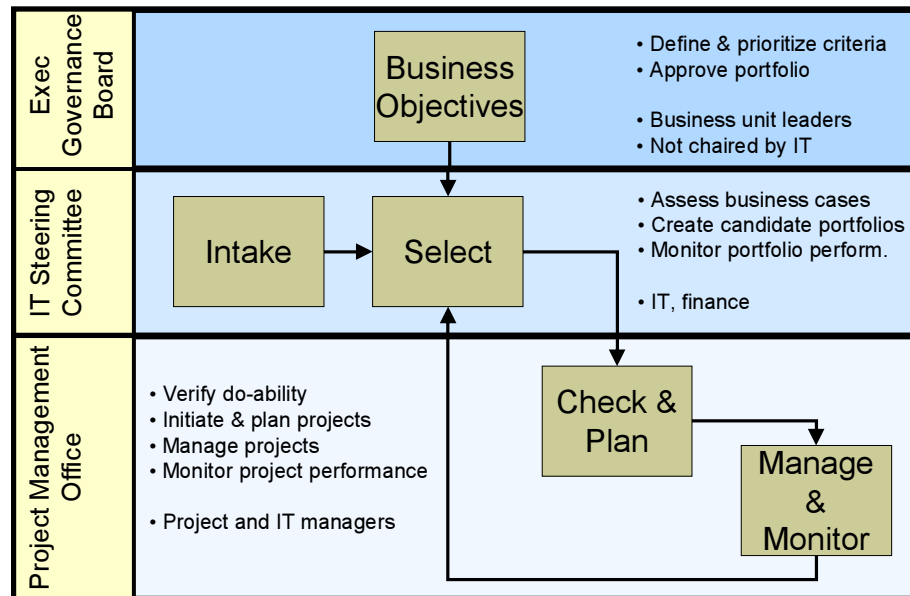 Exec
Governance
Board
Business
Objectives
• Define & prioritize criteria
• Approve portfolio
• Business unit leaders
• Not chaired by IT
IT Steering
Committee
Intake
Select
• Assess business cases
• Create candidate portfolios
• Monitor portfolio perform.
• IT, finance
Project Management
Office
• Verify do-ability
• Initiate & plan projects
• Manage projects
• Monitor project performance
• Project and IT managers
Check &
Plan
Manage
&
Monitor